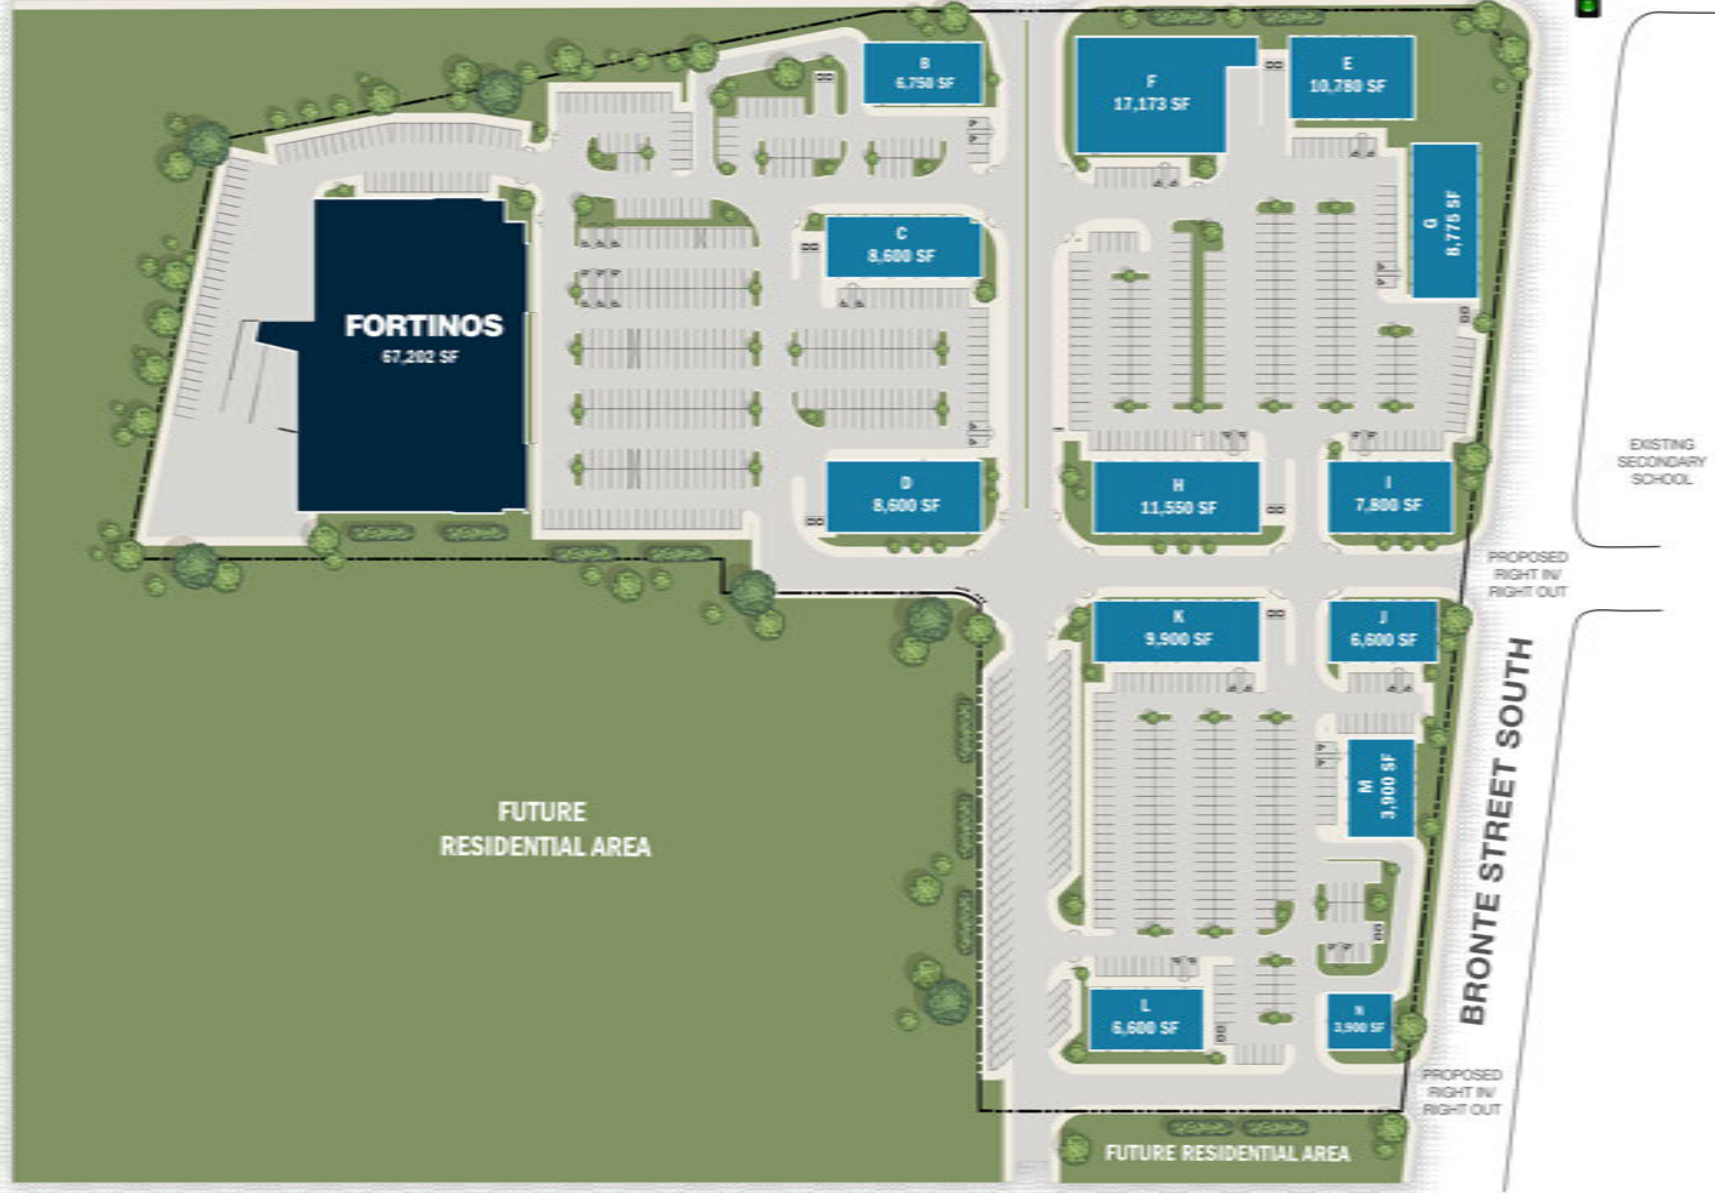 B
6,750 SF
F
17,173 SF
E
10,780 SF
G
8,775 SF
C
8,600 SF
FORTINOS
67,202 SF
EXISTING
SECONDARY
SCHOOL
D
8,600 SF
H
11,550 SF
I
7,800 SF
PROPOSED
RIGHT IN/
RIGHT OUT
K
9,900 SF
J
6,600 SF
M
3,900 SF
BRONTE STREET SOUTH
FUTURE
RESIDENTIAL AREA
L
6,600 SF
N
3,900 SF
PROPOSED
RIGHT IN/
RIGHT OUT
FUTURE RESIDENTIAL AREA